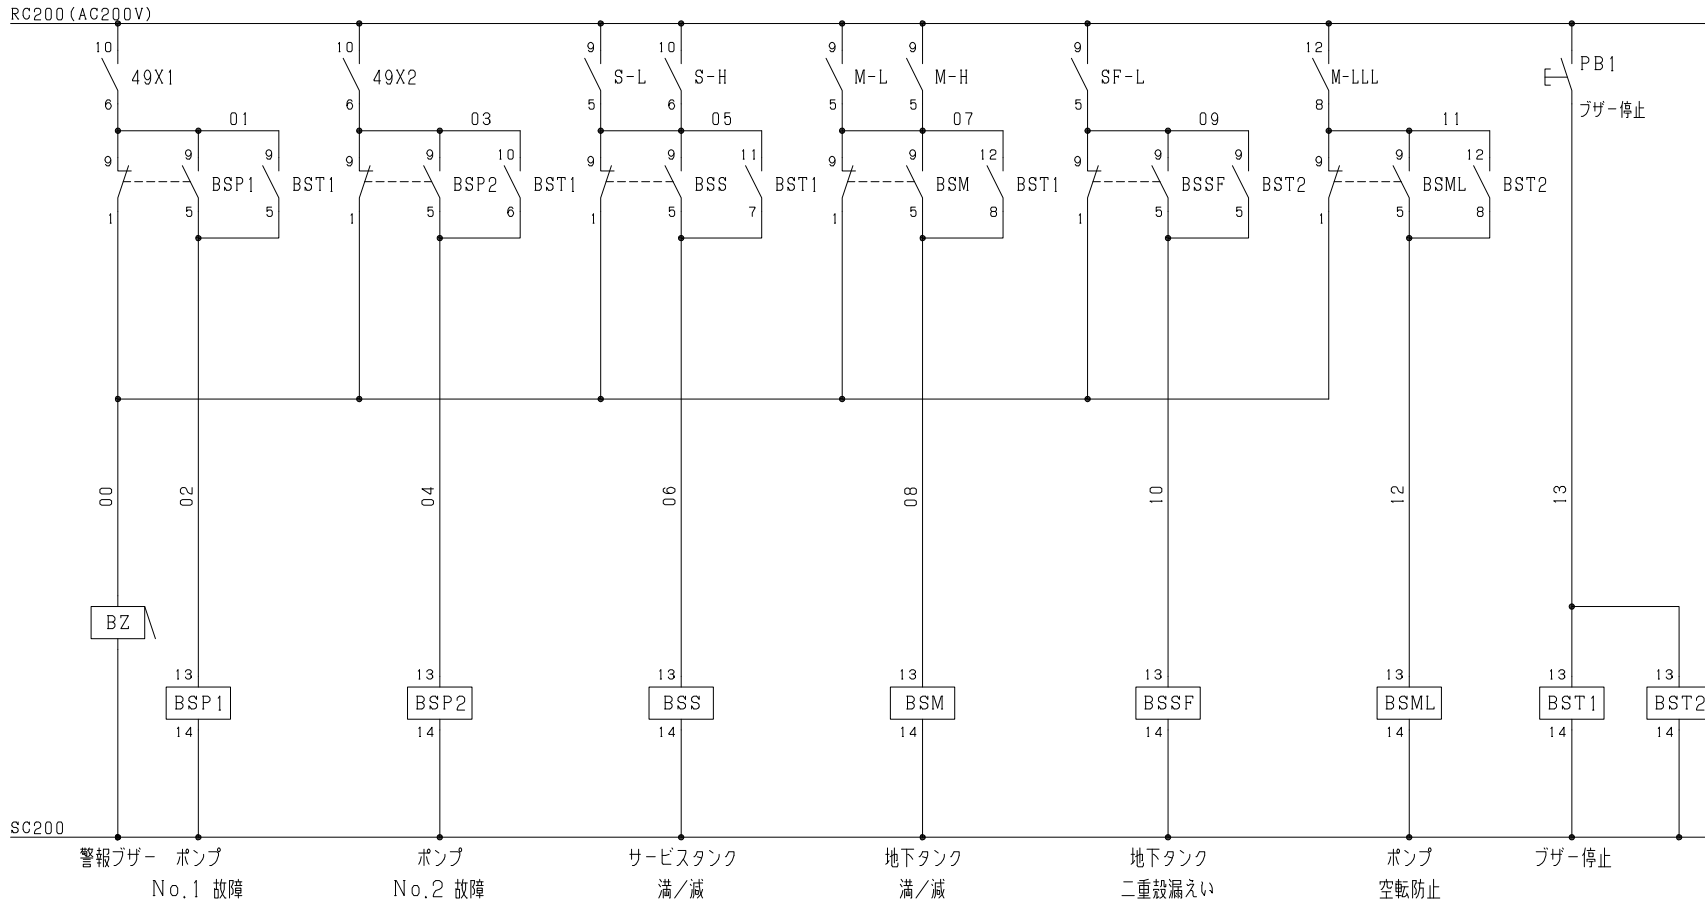 RC200(AC200V)
10 10 9 10 9 9 9 12
49X1 49X2 S-L S-H M-L M-H SF-L M-LLL PB1
6 6 5 6 5 5 5 8 ブザー停止
01 03 05 07 09 11
9 9 9 9 9 10 9 9 11 9 9 12 9 9 9 9 9 12
BSP1 BST1 BSP2 BST1 BSS BST1 BSM BST1 BSSF BST2 BSML BST2
1 5 5 1 5 6 1 5 7 1 5 8 1 5 5 1 5 8
00 02 04 06 08 10 12 13
BZ
13 13 13 13 13 13 13 13
BSP1 BSP2 BSS BSM BSSF BSML BST1 BST2
14 14 14 14 14 14 14 14
SC200
警報ブザー ポンプ ポンプ サービスタンク 地下タンク 地下タンク ポンプ ブザー停止
No.1 故障 No.2 故障 満/減 満/減 二重殻漏えい 空転防止